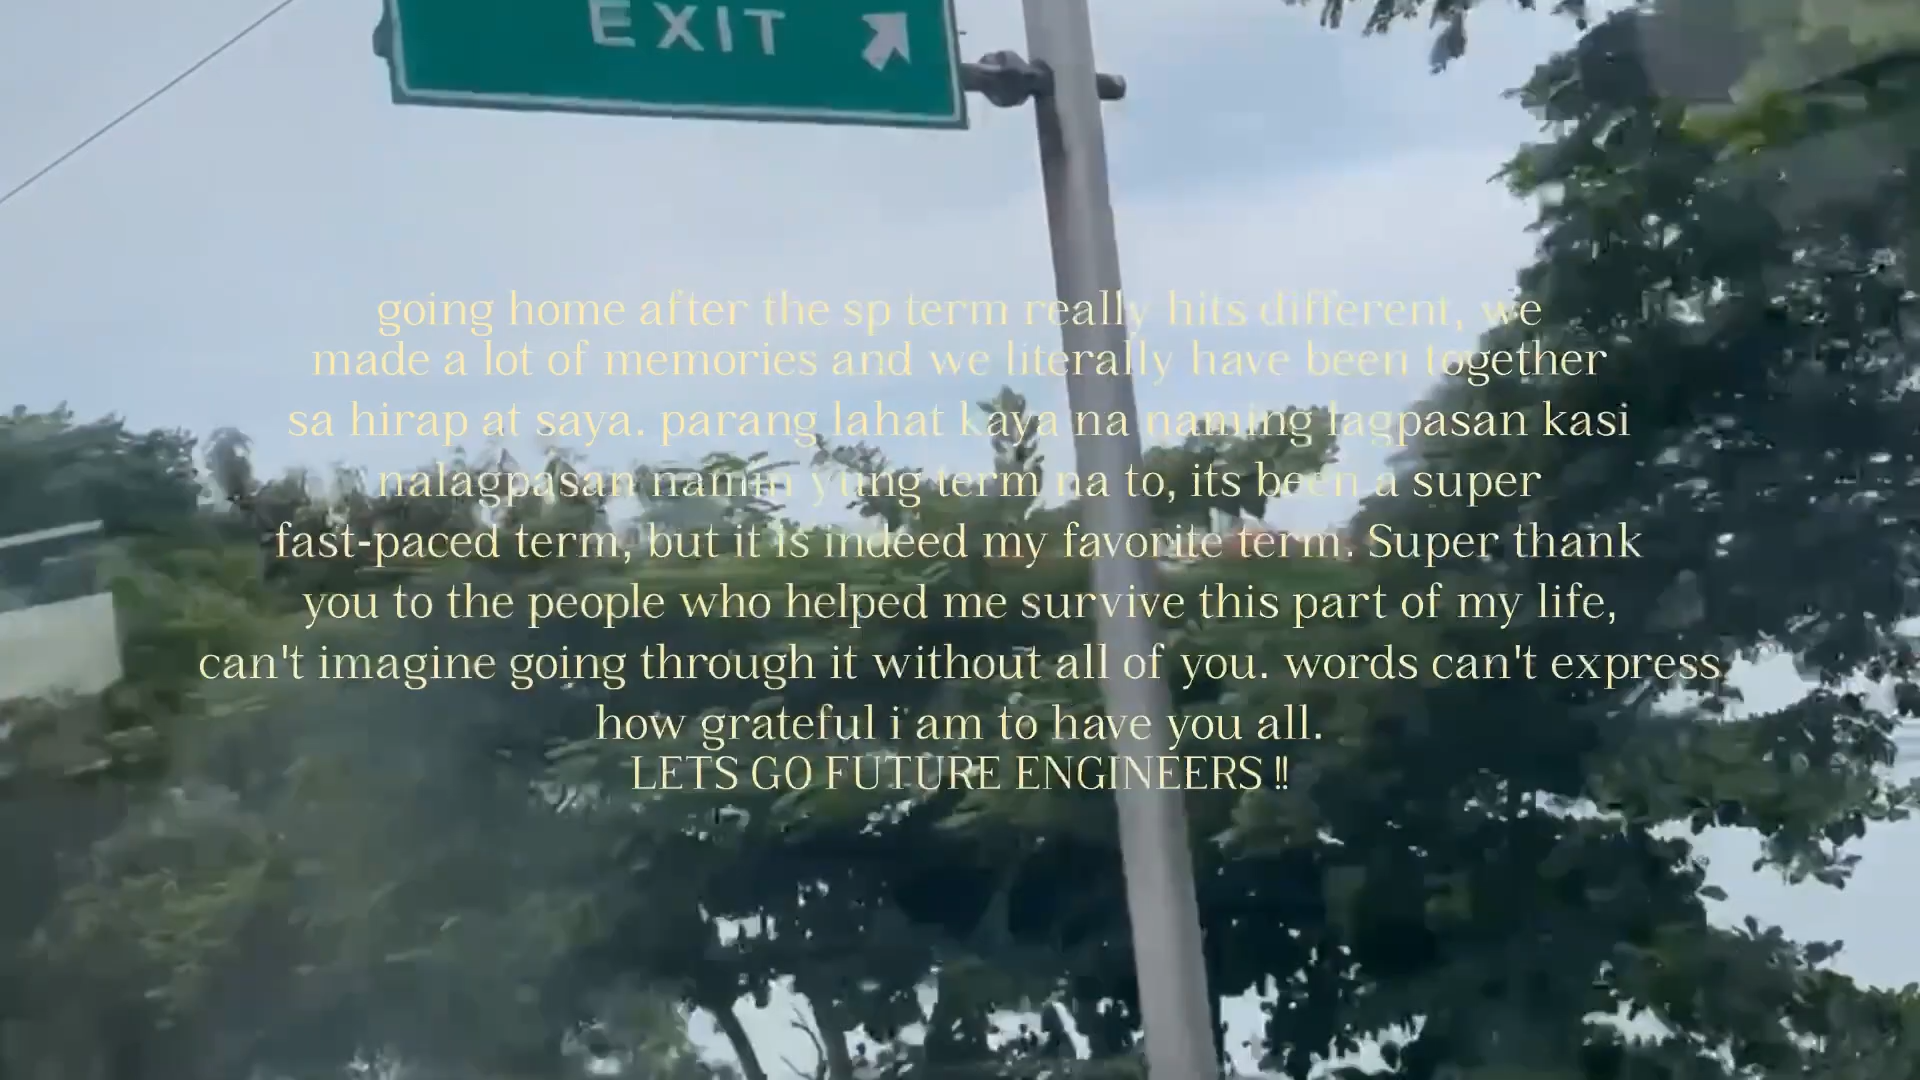 EXIT
going home after the sp term really hits different, we
made a lot of memories and we literally have been together
sa hirap at saya. parang lahat kaya na naming lagpasan kasi
nalagpasan namin yung term na to, its been a super
fast-paced term, but it is indeed my favorite term. Super thank
you to the people who helped me survive this part of my life,
can't imagine going through it without all of you. words can't express
how grateful i am to have you all.
LETS GO FUTURE ENGINEERS !!